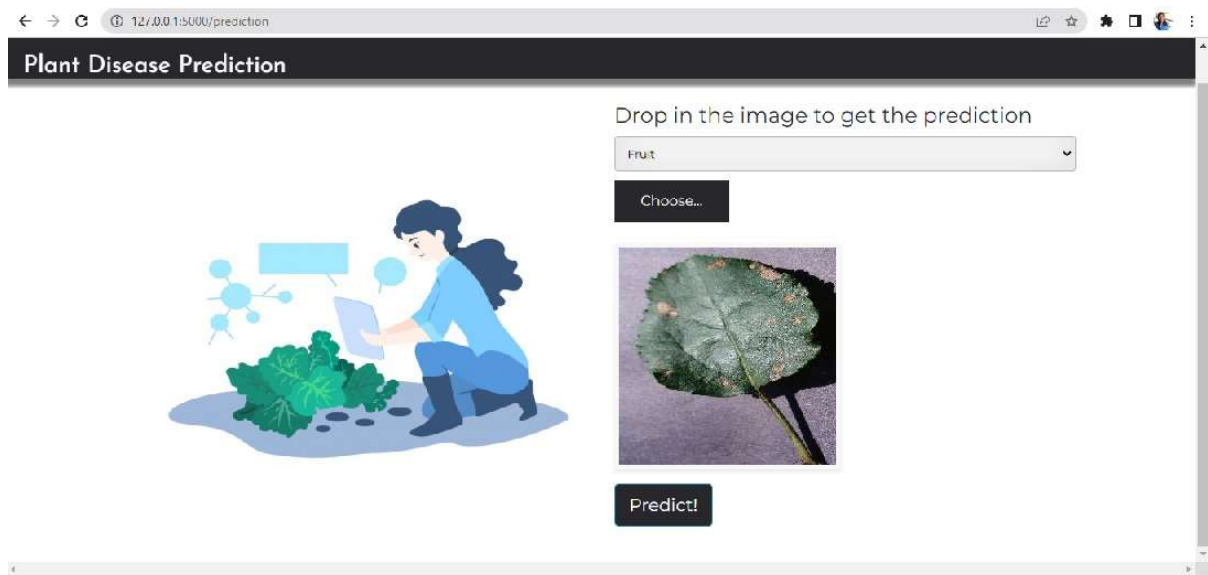 127.0.0.1:5000/prediction
Plant Disease Prediction
Drop in the image to get the prediction
Fruit
Choose...
Predict!